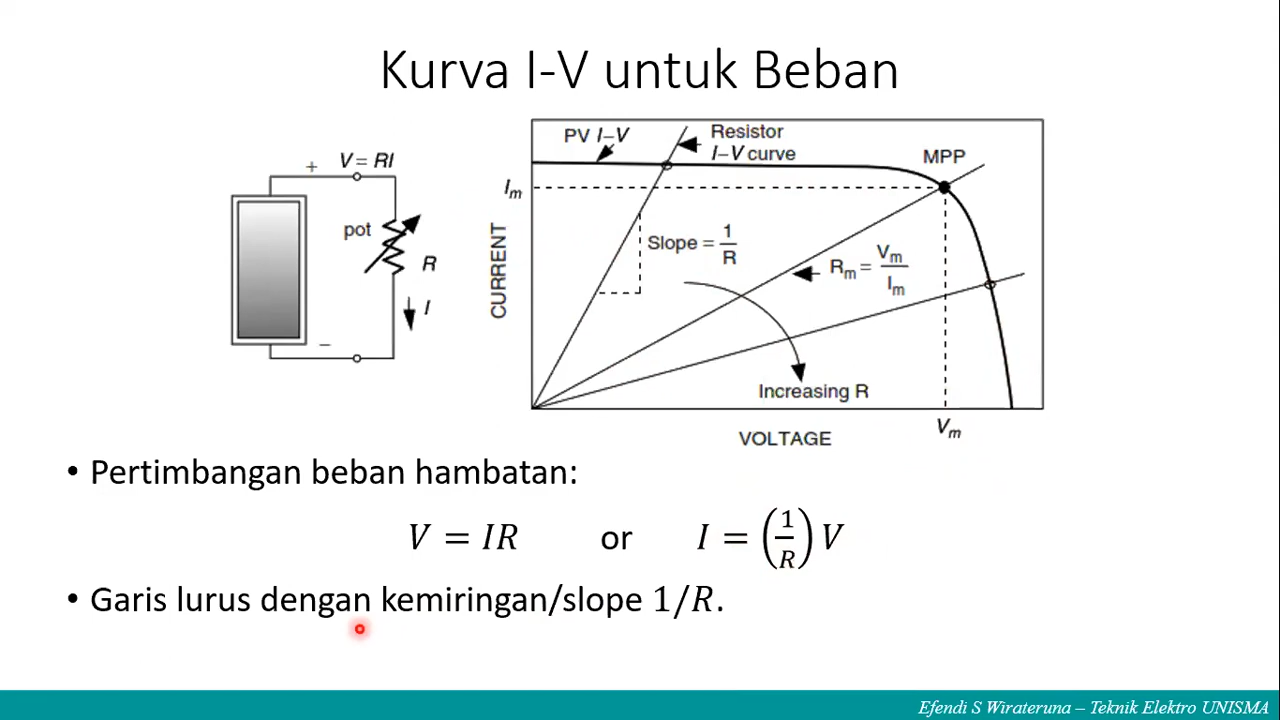 Kurva I-V untuk Beban
+
V = RI
pot
R
I
–
PV I–V
Resistor
I–V curve
MPP
Iₘ
CURRENT
Slope = 1/R
Rₘ = Vₘ/Iₘ
Increasing R
Vₘ
VOLTAGE
• Pertimbangan beban hambatan:
V = IR or I = (1/R) V
• Garis lurus dengan kemiringan/slope 1/R.
Efendi S Wirateruna – Teknik Elektro UNISMA